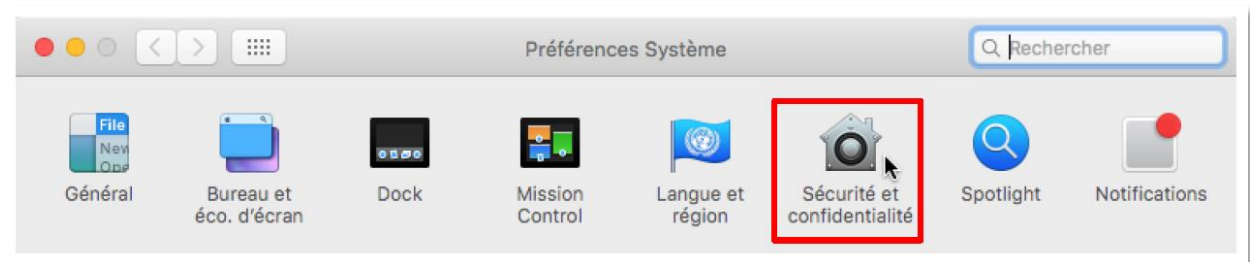 Préférences Système
Rechercher
File
New
Ope
Général
Bureau et
éco. d'écran
Dock
Mission
Control
Langue et
région
Sécurité et
confidentialité
Spotlight
Notifications